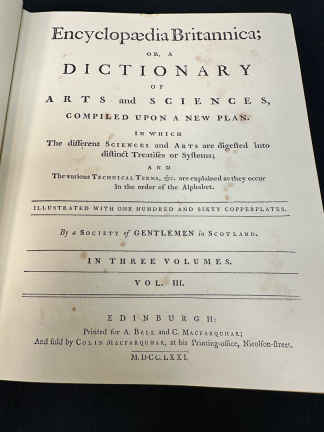 Encyclopædia Britannica;
OR, A
DICTIONARY
OF
ARTS and SCIENCES,
COMPILED UPON A NEW PLAN.
IN WHICH
The different SCIENCES and ARTS are digested into
distinct Treatises or Systems;
AND
The various TECHNICAL TERMS, &c. are explained as they occur
in the order of the Alphabet.
ILLUSTRATED WITH ONE HUNDRED AND SIXTY COPPERPLATES.
By a SOCIETY of GENTLEMEN in SCOTLAND.
IN THREE VOLUMES.
VOL. III.
EDINBURGH:
Printed for A. BELL and C. MACFARQUHAR;
And sold by COLIN MACFARQUHAR, at his Printing-office, Nicolson-street.
M.DCC.LXXI.